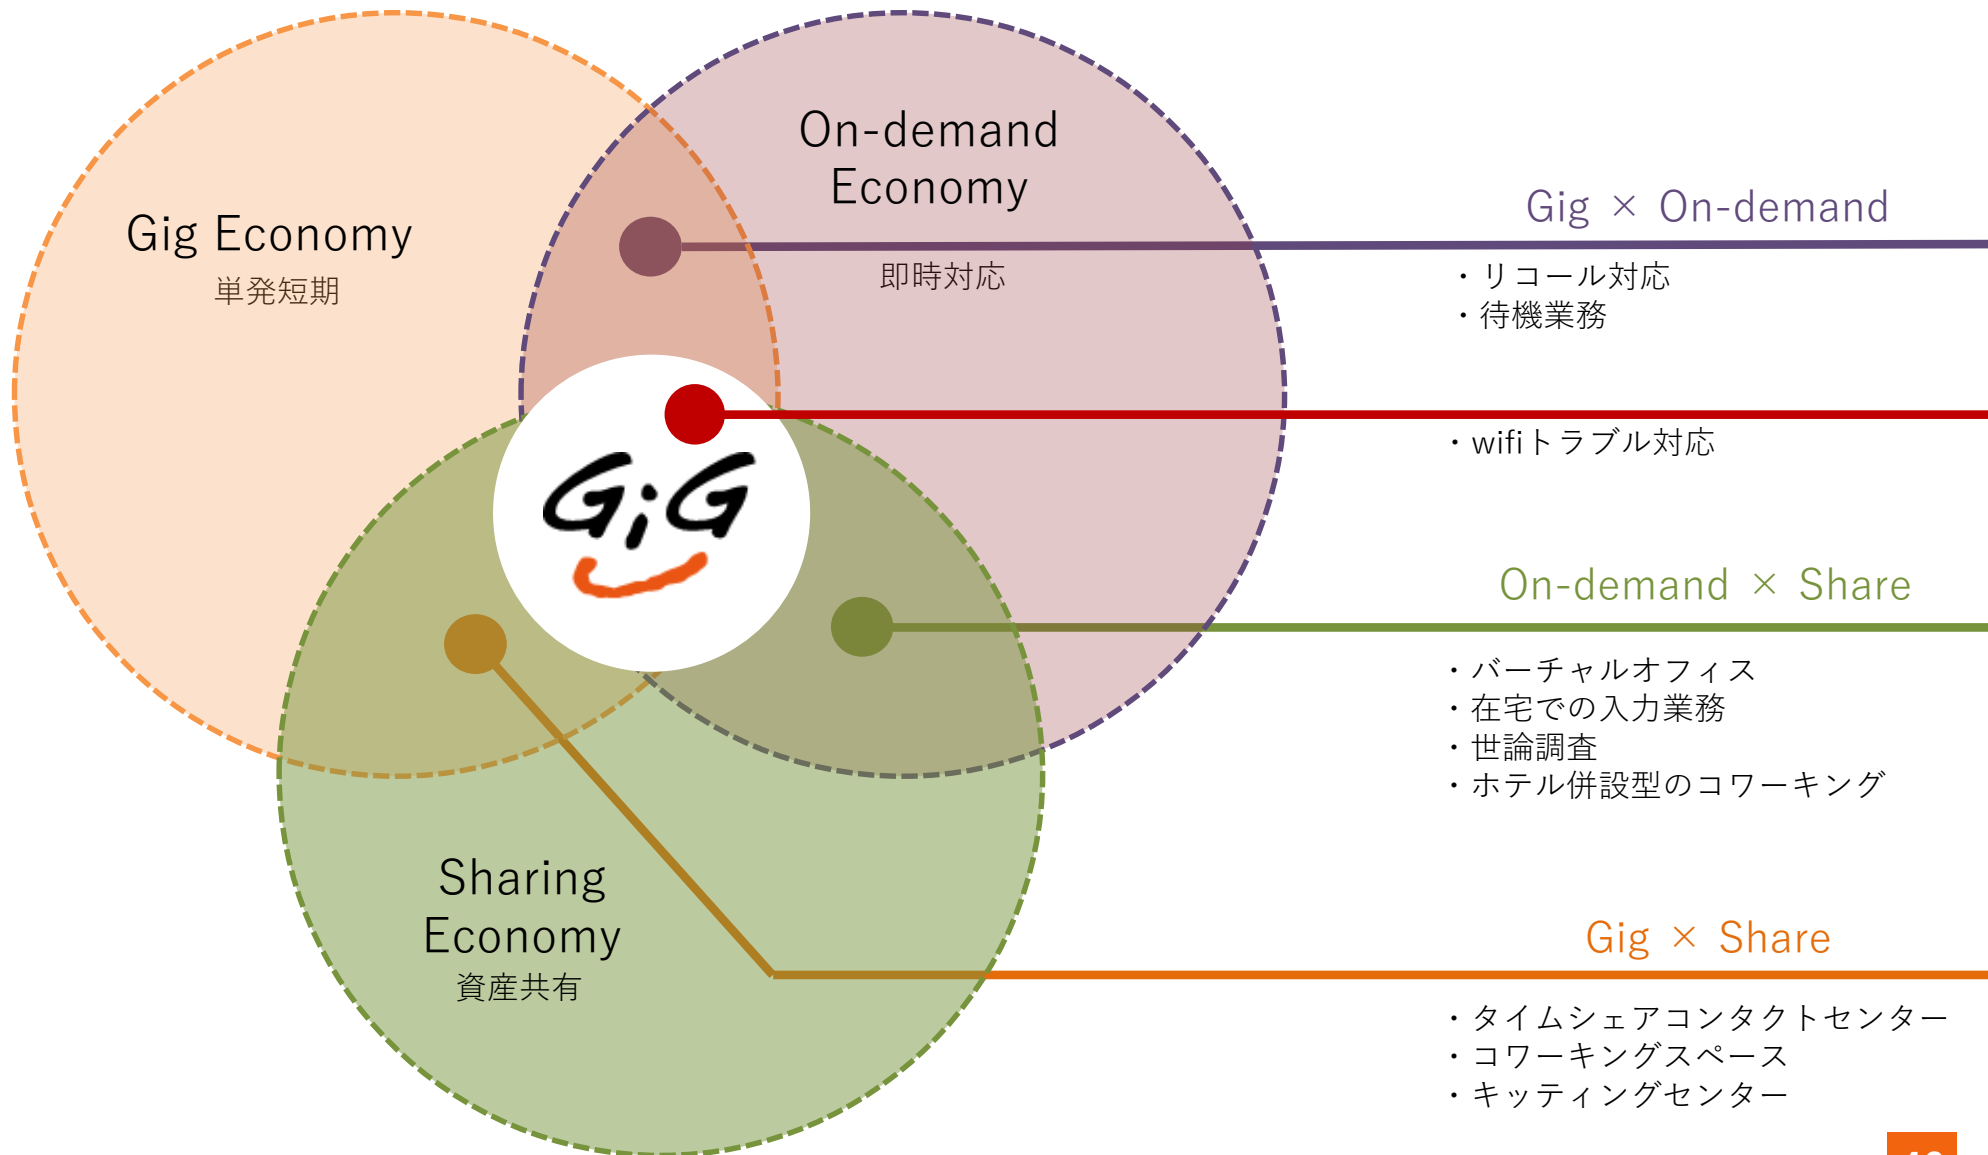 Gig Economy
単発短期
On-demand
Economy
即時対応
GiG
Sharing
Economy
資産共有
Gig × On-demand
・リコール対応
・待機業務
・wifiトラブル対応
On-demand × Share
・バーチャルオフィス
・在宅での入力業務
・世論調査
・ホテル併設型のコワーキング
Gig × Share
・タイムシェアコンタクトセンター
・コワーキングスペース
・キッティングセンター